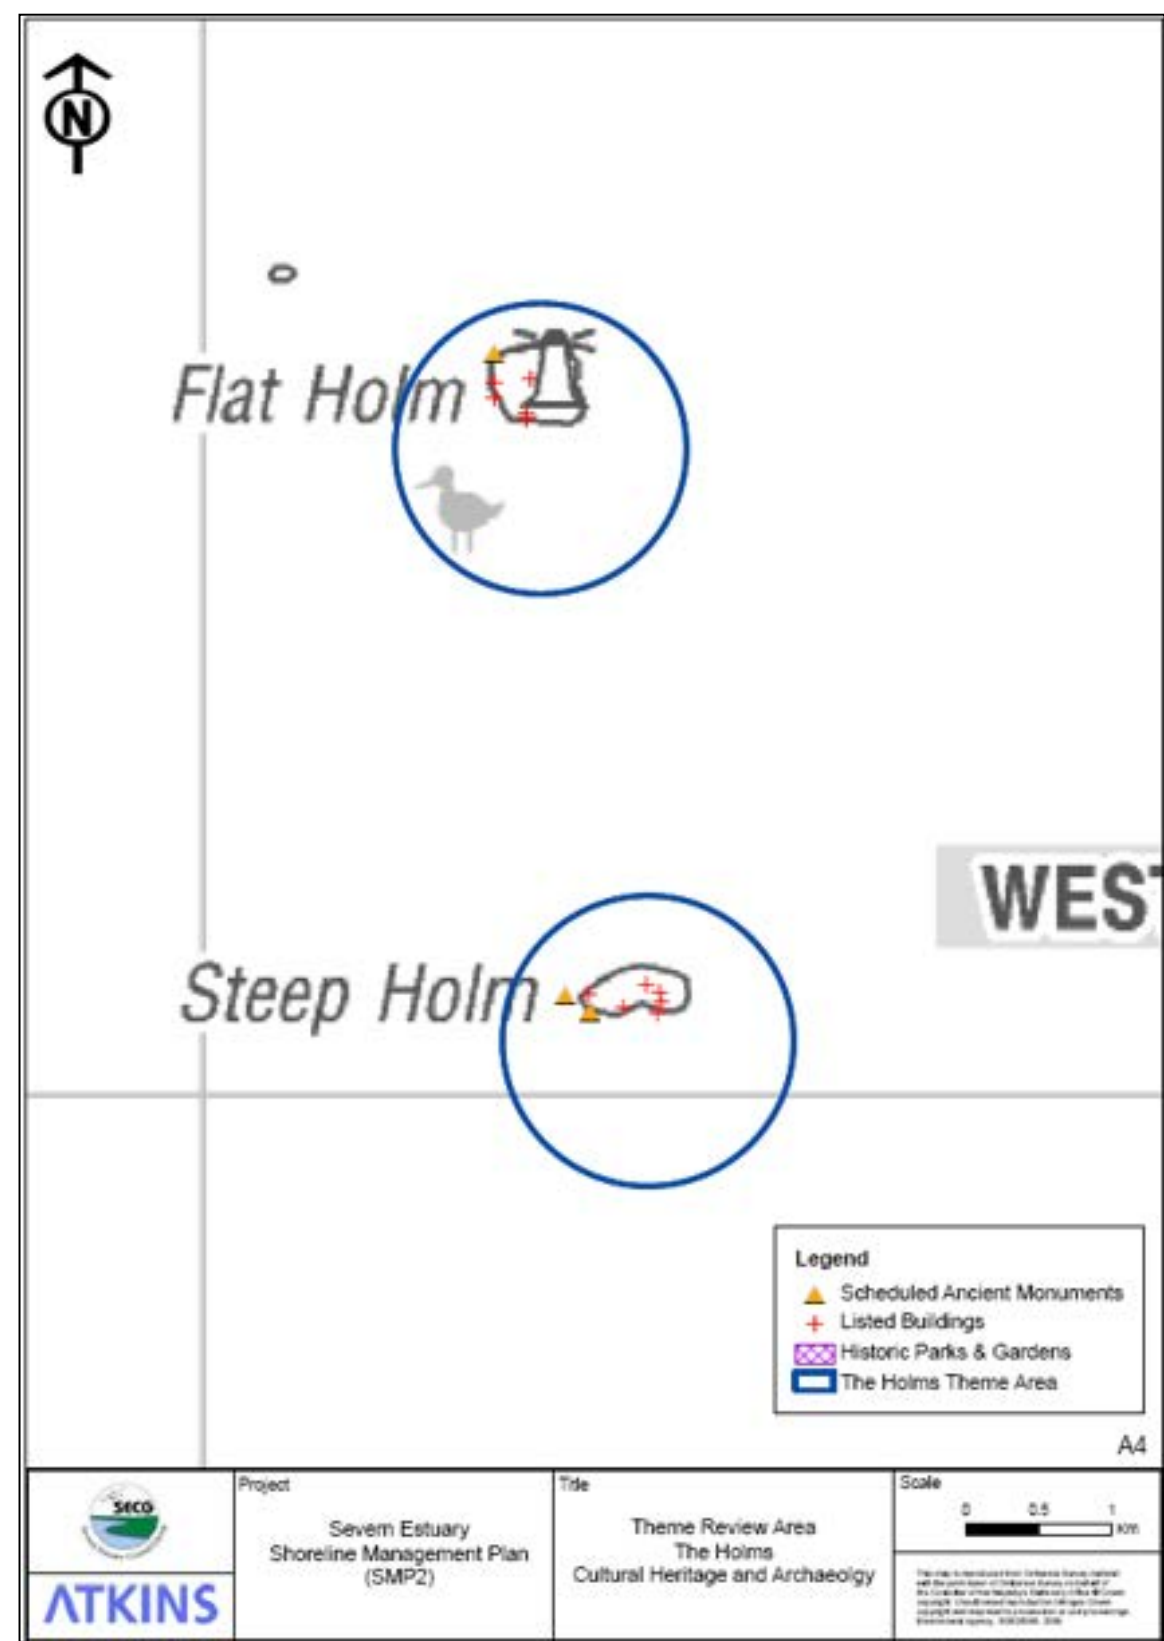 N
Flat Holm
WEST
Steep Holm
Legend
Scheduled Ancient Monuments
Listed Buildings
Historic Parks & Gardens
The Holms Theme Area
A4
seco
ATKINS
Project
Severn Estuary
Shoreline Management Plan
(SMP2)
Title
Theme Review Area
The Holms
Cultural Heritage and Archaeolgy
Scale
0 0.5 1
Km